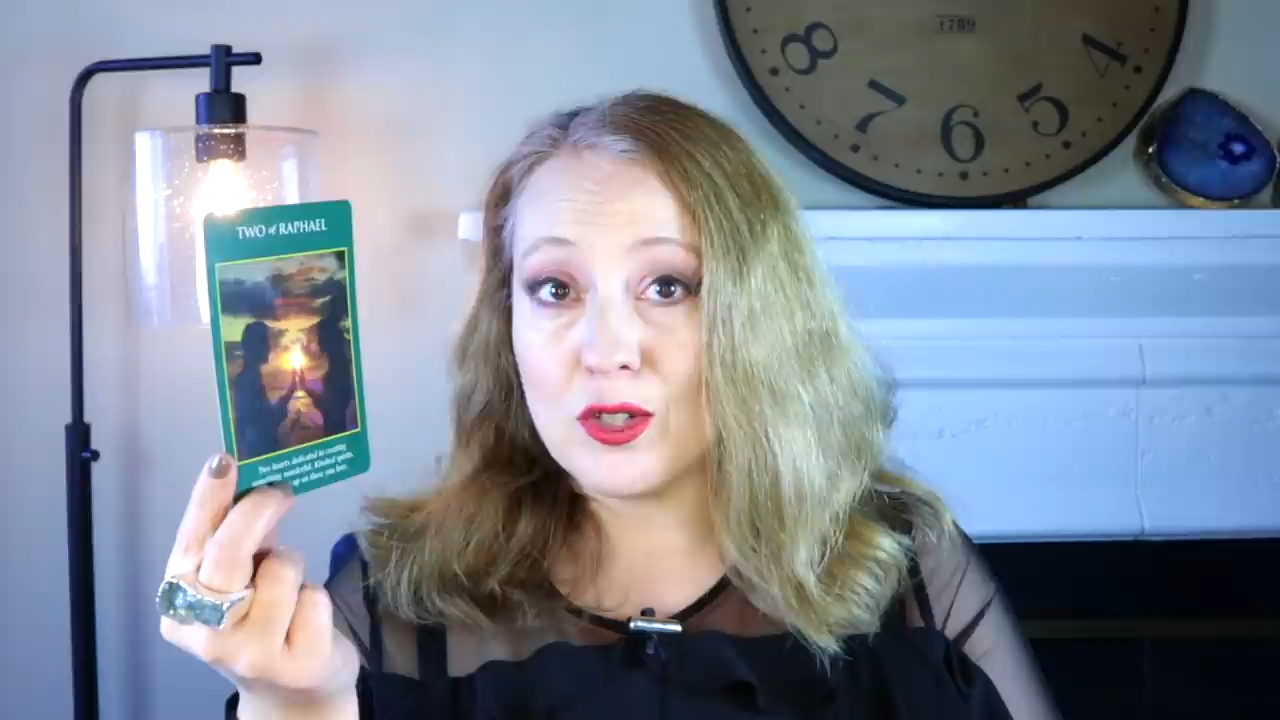 1789
8
4
7
5
6
TWO of RAPHAEL
Two hearts dedicated to creating
something wonderful. Kindred spirits.
up on those you love.